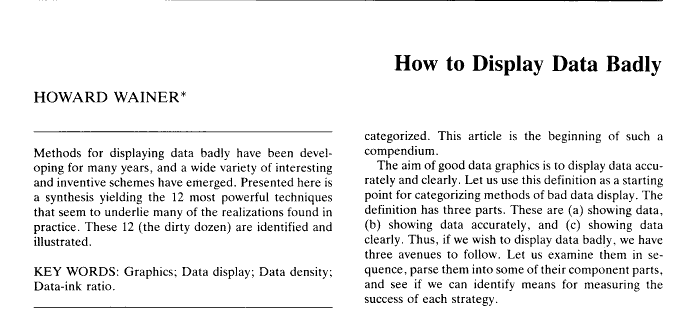 How to Display Data Badly
HOWARD WAINER*
Methods for displaying data badly have been devel-
oping for many years, and a wide variety of interesting
and inventive schemes have emerged. Presented here is
a synthesis yielding the 12 most powerful techniques
that seem to underlie many of the realizations found in
practice. These 12 (the dirty dozen) are identified and
illustrated.
KEY WORDS: Graphics; Data display; Data density;
Data-ink ratio.
categorized. This article is the beginning of such a
compendium.
The aim of good data graphics is to display data accu-
rately and clearly. Let us use this definition as a starting
point for categorizing methods of bad data display. The
definition has three parts. These are (a) showing data,
(b) showing data accurately, and (c) showing data
clearly. Thus, if we wish to display data badly, we have
three avenues to follow. Let us examine them in se-
quence, parse them into some of their component parts,
and see if we can identify means for measuring the
success of each strategy.